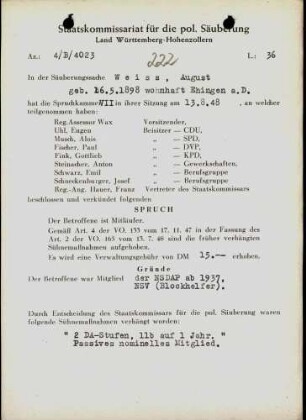 Staatskommissariat für die pol. Säuberung
Land Württemberg-Hohenzollern
Az.: 4/B/4023
222
L.: 36
In der Säuberungssache W e i s s , August
geb. 16.5.1898 wohnhaft Ehingen a.D.
hat die Spruchkammer VII in ihrer Sitzung am 13.8.48 , an welcher
teilgenommen haben:
Reg.Assessor Wax Vorsitzender,
Uhl, Eugen Beisitzer — CDU,
Musch, Alois „ — SPD,
Fischer, Paul „ — DVP,
Fink, Gottlieb „ — KPD,
Steinacher, Anton „ — Gewerkschaften,
Schwarz, Emil „ — Berufsgruppe
Scharckenburger, Josef „ — Berufsgruppe
Reg.-Ang. Hauer, Franz Vertreter des Staatskommissars
beschlossen und verkündet folgenden
SPRUCH
Der Betroffene ist Mitläufer.
Gemäß Art. 4 der VO. 133 vom 17. 11. 47 in der Fassung des
Art. 2 der VO. 165 vom 13. 7. 48 sind die früher verhängten
Sühnemaßnahmen aufgehoben.
Es wird eine Verwaltungsgebühr von DM 15.-- erhoben.
Gründe
Der Betroffene war Mitglied der NSDAP ab 1937.
NSV (Blockhelfer).
Durch Entscheidung des Staatskommissars für die pol. Säuberung waren
folgende Sühnemaßnahmen verhängt worden:
" 2 DA-Stufen, 11b auf 1 Jahr. "
Passives nominelles Mitglied.